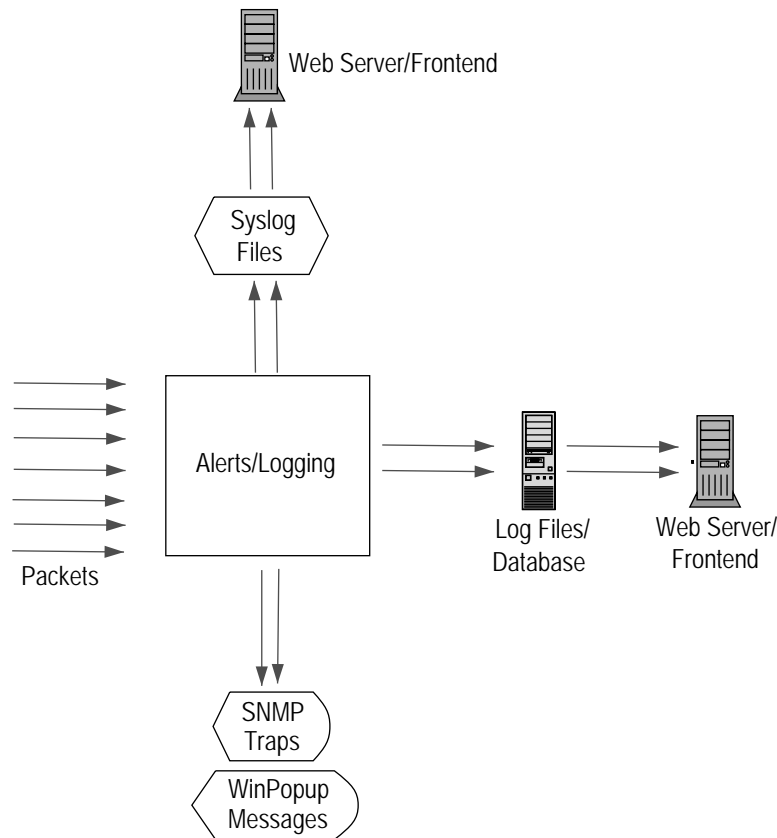 Web Server/Frontend
Syslog
Files
Alerts/Logging
Packets
Log Files/
Database
Web Server/
Frontend
SNMP
Traps
WinPopup
Messages